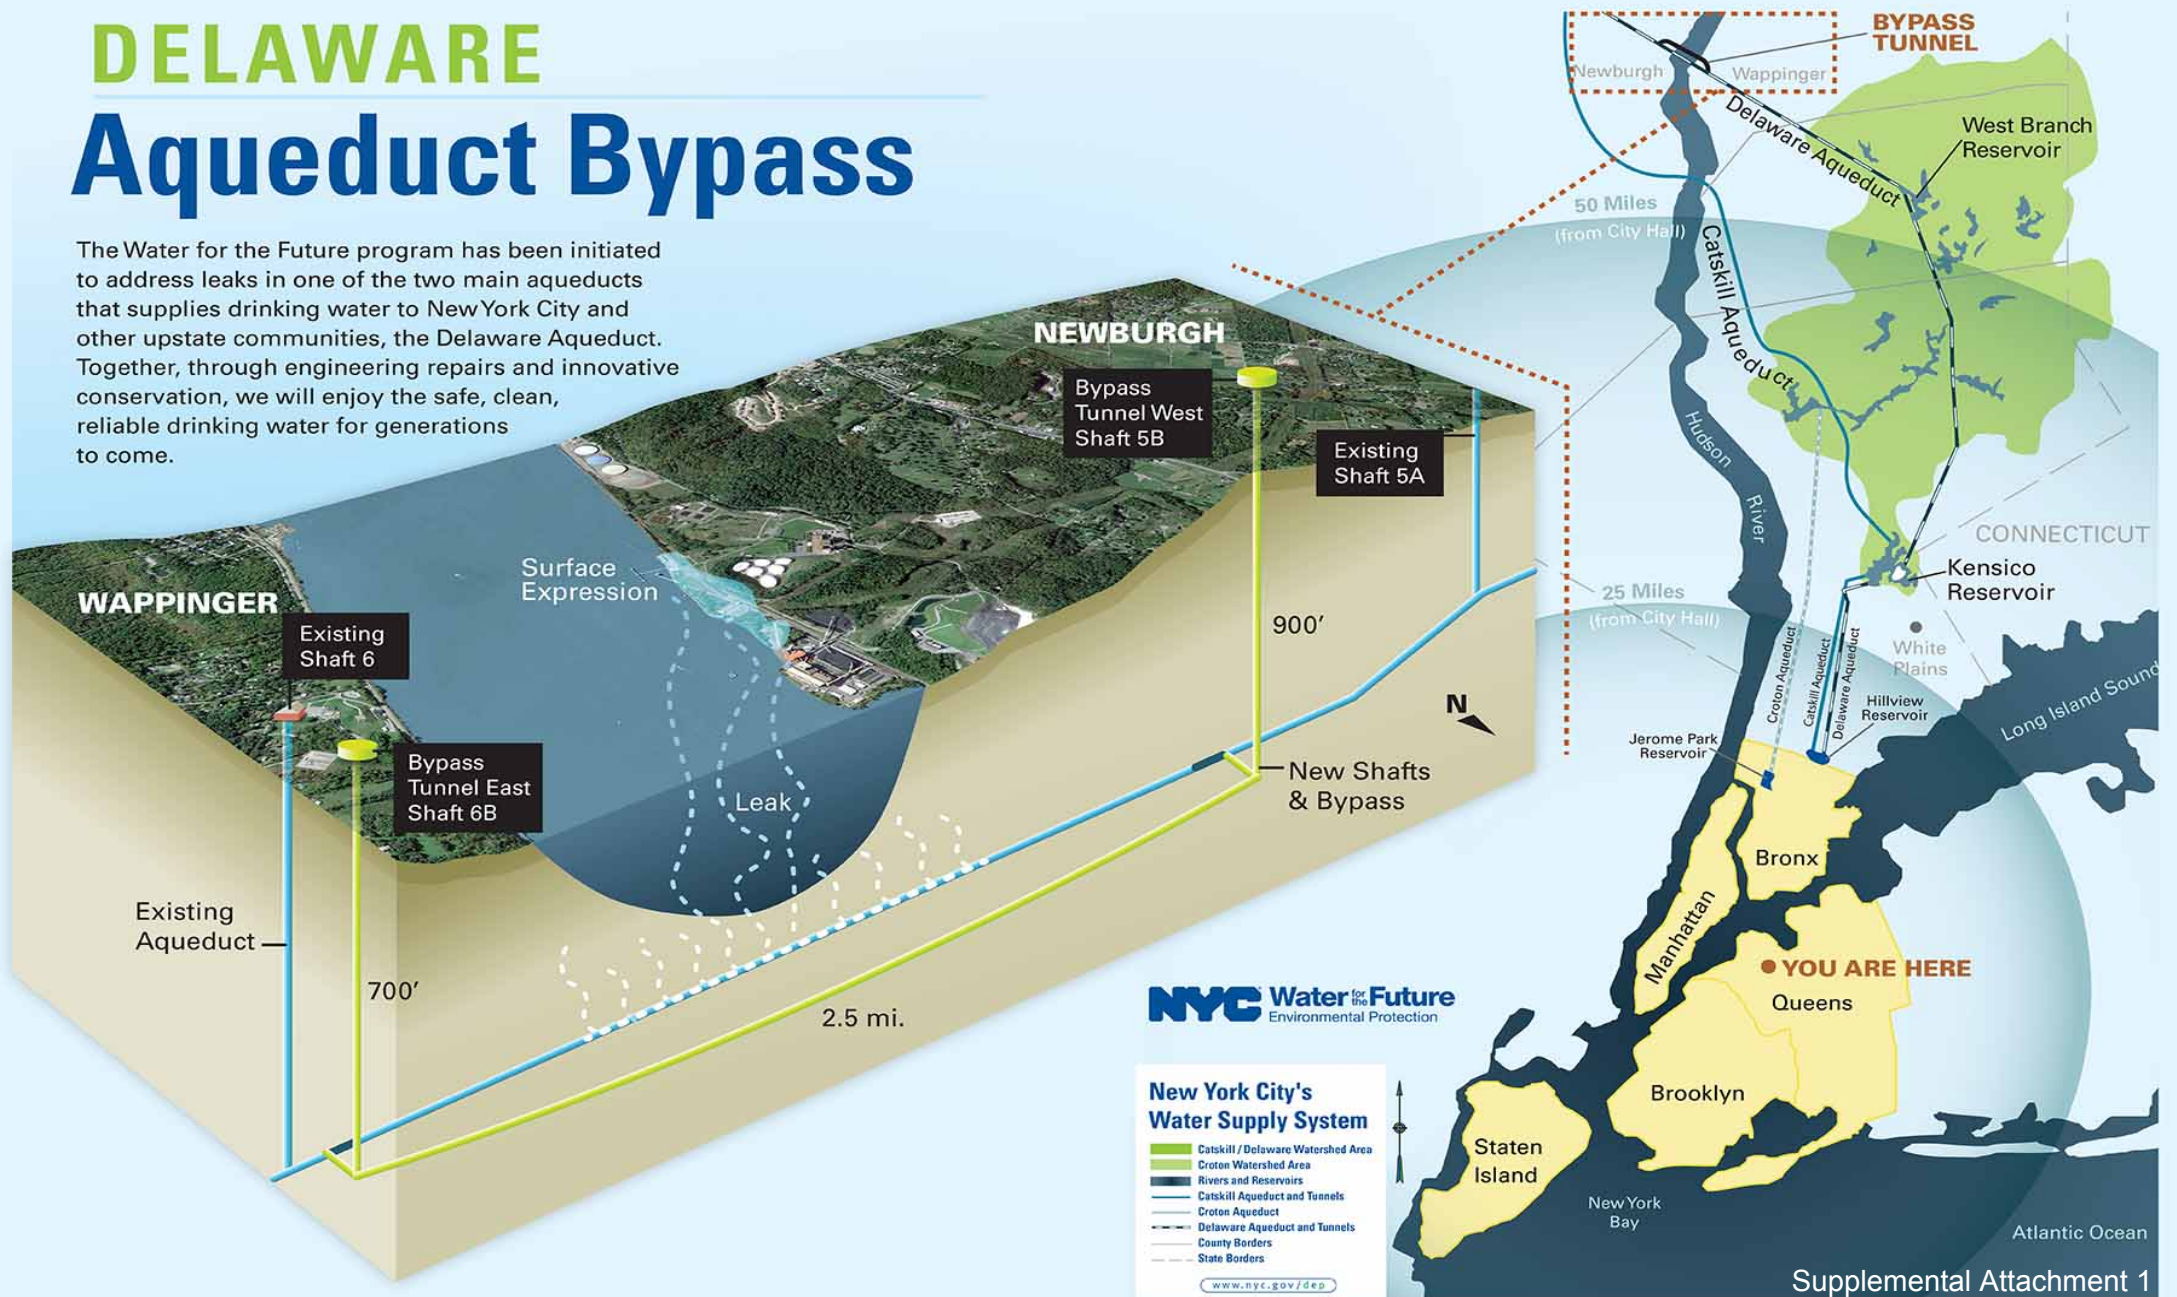 DELAWARE
Aqueduct Bypass
The Water for the Future program has been initiated
to address leaks in one of the two main aqueducts
that supplies drinking water to New York City and
other upstate communities, the Delaware Aqueduct.
Together, through engineering repairs and innovative
conservation, we will enjoy the safe, clean,
reliable drinking water for generations
to come.
NEWBURGH
Bypass
Tunnel West
Shaft 5B
Existing
Shaft 5A
Surface
Expression
WAPPINGER
Existing
Shaft 6
Bypass
Tunnel East
Shaft 6B
Leak
900'
N
New Shafts
& Bypass
Existing
Aqueduct
700'
2.5 mi.
BYPASS
TUNNEL
Newburgh
Wappinger
Delaware Aqueduct
West Branch
Reservoir
50 Miles
(from City Hall)
Catskill Aqueduct
Hudson
River
CONNECTICUT
Kensico
Reservoir
25 Miles
(from City Hall)
White
Plains
Croton Aqueduct
Catskill Aqueduct
Delaware Aqueduct
Hillview
Reservoir
Long Island Sound
Jerome Park
Reservoir
Bronx
Manhattan
YOU ARE HERE
Queens
Brooklyn
Staten
Island
New York
Bay
Atlantic Ocean
NYC Water for the Future
Environmental Protection
New York City's
Water Supply System
Catskill / Delaware Watershed Area
Croton Watershed Area
Rivers and Reservoirs
Catskill Aqueduct and Tunnels
Croton Aqueduct
Delaware Aqueduct and Tunnels
County Borders
State Borders
www.nyc.gov/dep
Supplemental Attachment 1